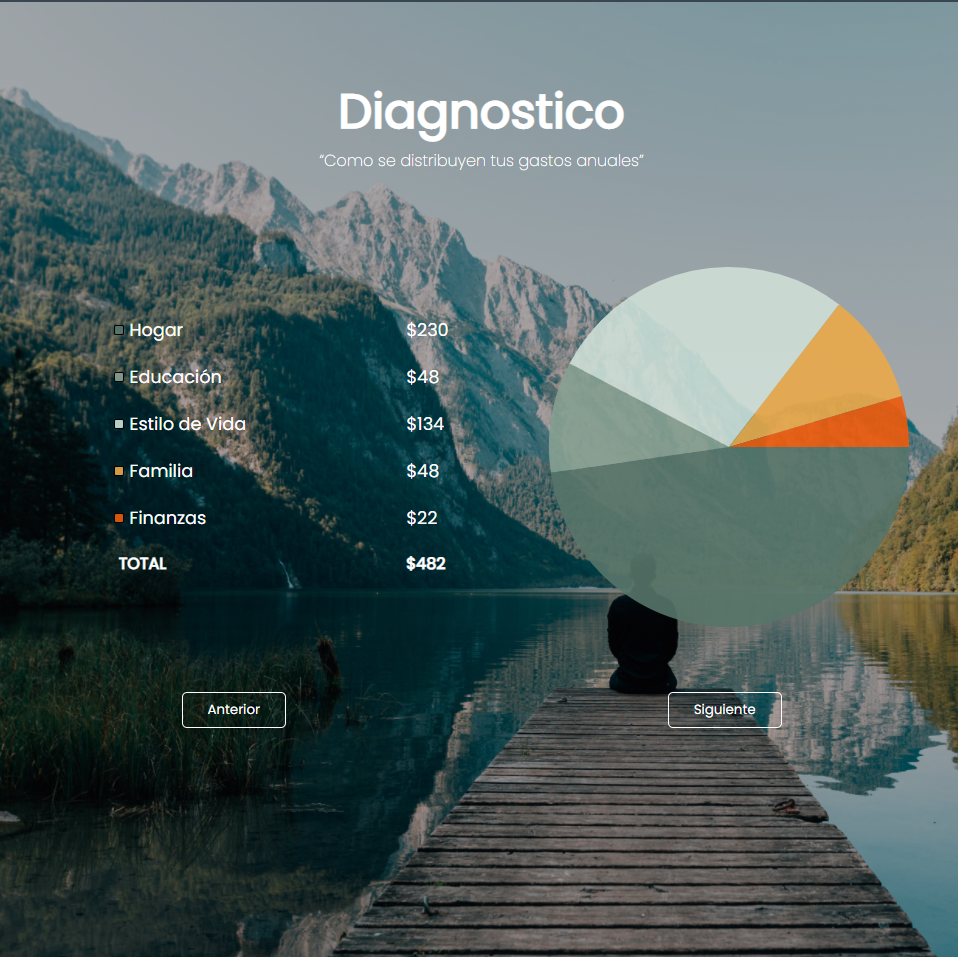 Diagnostico
“Como se distribuyen tus gastos anuales”
Hogar $230
Educación $48
Estilo de Vida $134
Familia $48
Finanzas $22
TOTAL $482
Anterior Siguiente